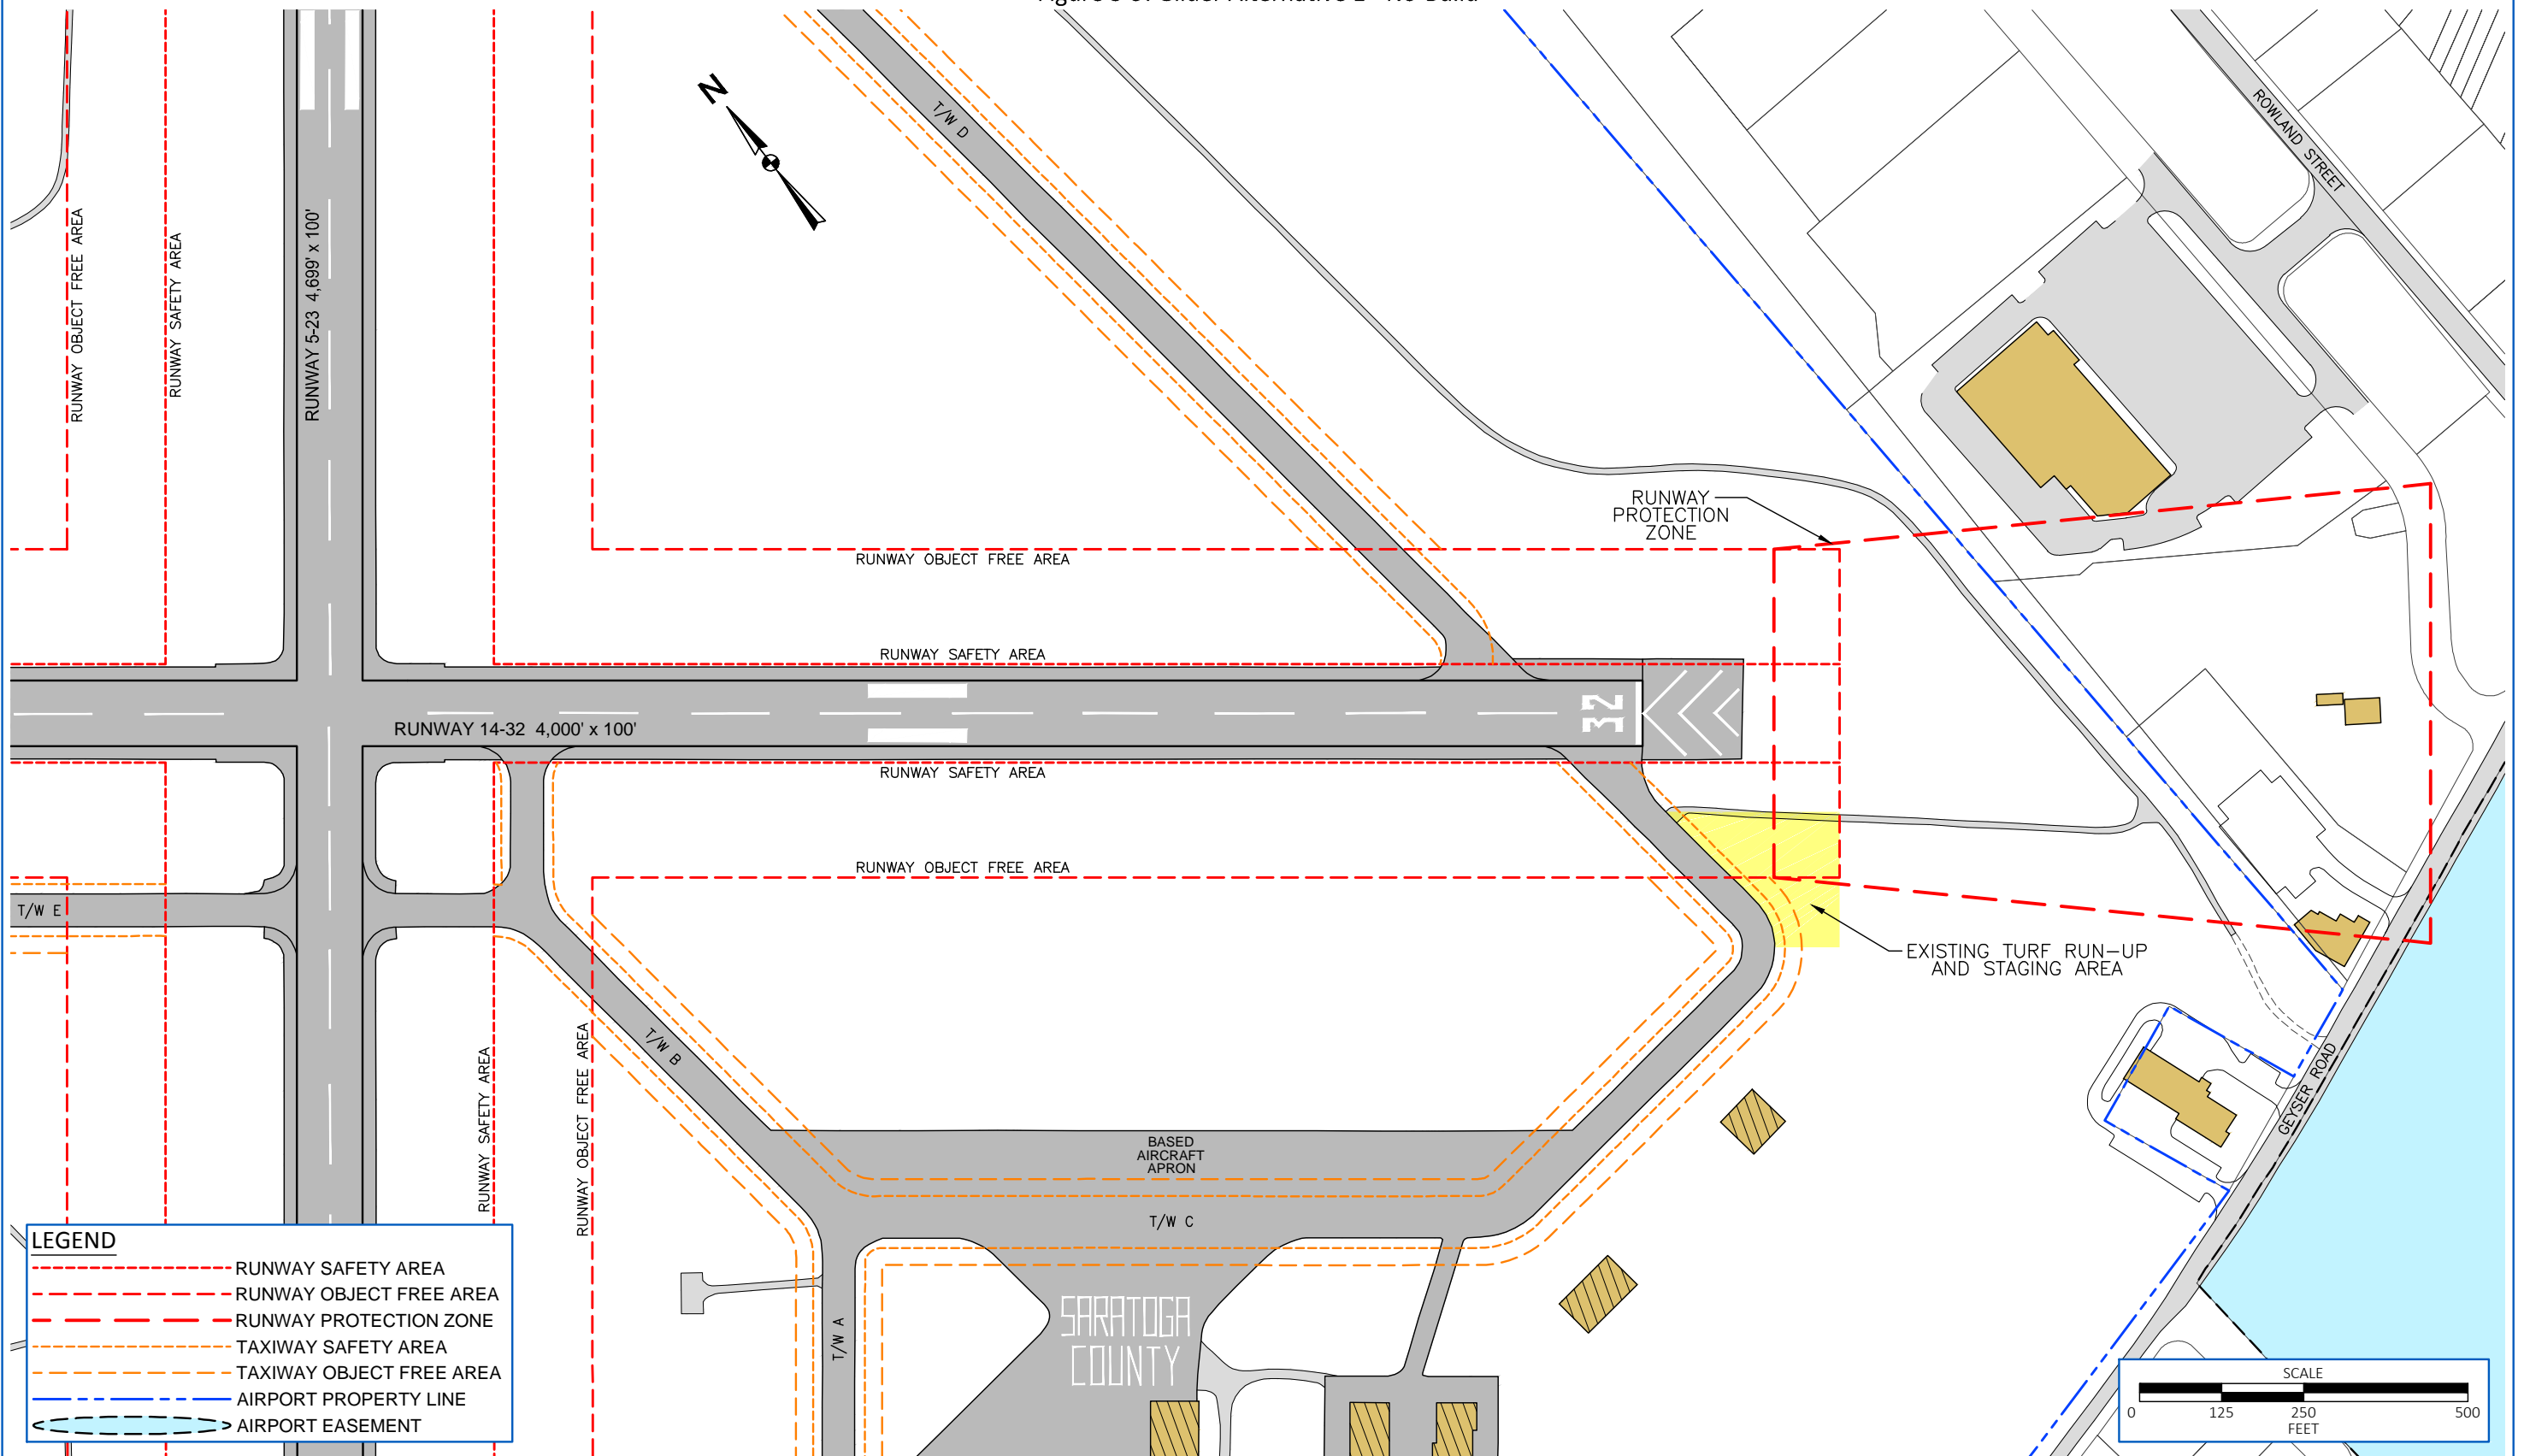 N
T/W D
ROWLAND STREET
RUNWAY OBJECT FREE AREA
RUNWAY SAFETY AREA
RUNWAY 5-23 4,699' x 100'
RUNWAY
PROTECTION
ZONE
RUNWAY OBJECT FREE AREA
RUNWAY SAFETY AREA
32
RUNWAY 14-32 4,000' x 100'
RUNWAY SAFETY AREA
RUNWAY OBJECT FREE AREA
T/W E
EXISTING TURF RUN-UP
AND STAGING AREA
T/W B
RUNWAY SAFETY AREA
RUNWAY OBJECT FREE AREA
GEYSER ROAD
BASED
AIRCRAFT
APRON
T/W C
T/W A
SARATOGA
COUNTY
LEGEND
RUNWAY SAFETY AREA
RUNWAY OBJECT FREE AREA
RUNWAY PROTECTION ZONE
TAXIWAY SAFETY AREA
TAXIWAY OBJECT FREE AREA
AIRPORT PROPERTY LINE
AIRPORT EASEMENT
SCALE
0 125 250 500
FEET